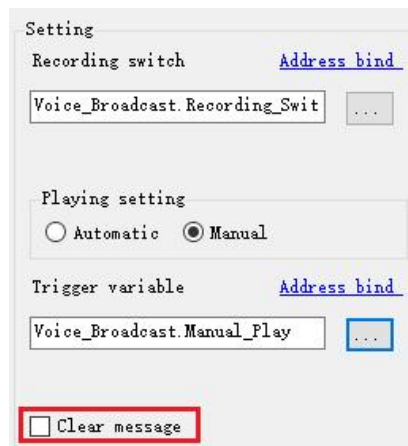 Setting
Recording switch Address bind
Voice_Broadcast.Recording_Swit ...
Playing setting
Automatic Manual
Trigger variable Address bind
Voice_Broadcast.Manual_Play ...
Clear message